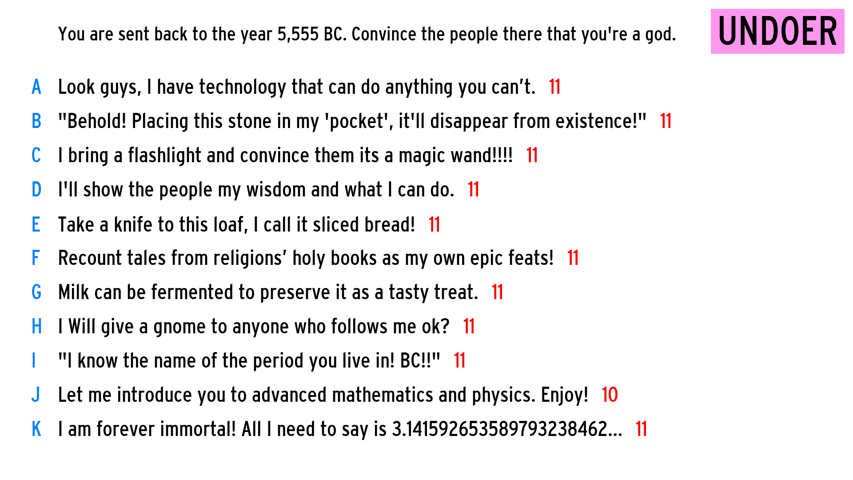 You are sent back to the year 5,555 BC. Convince the people there that you're a god.
UNDOER
A Look guys, I have technology that can do anything you can’t. 11
B "Behold! Placing this stone in my 'pocket', it'll disappear from existence!" 11
C I bring a flashlight and convince them its a magic wand!!!! 11
D I'll show the people my wisdom and what I can do. 11
E Take a knife to this loaf, I call it sliced bread! 11
F Recount tales from religions’ holy books as my own epic feats! 11
G Milk can be fermented to preserve it as a tasty treat. 11
H I Will give a gnome to anyone who follows me ok? 11
I "I know the name of the period you live in! BC!!" 11
J Let me introduce you to advanced mathematics and physics. Enjoy! 10
K I am forever immortal! All I need to say is 3.141592653589793238462... 11